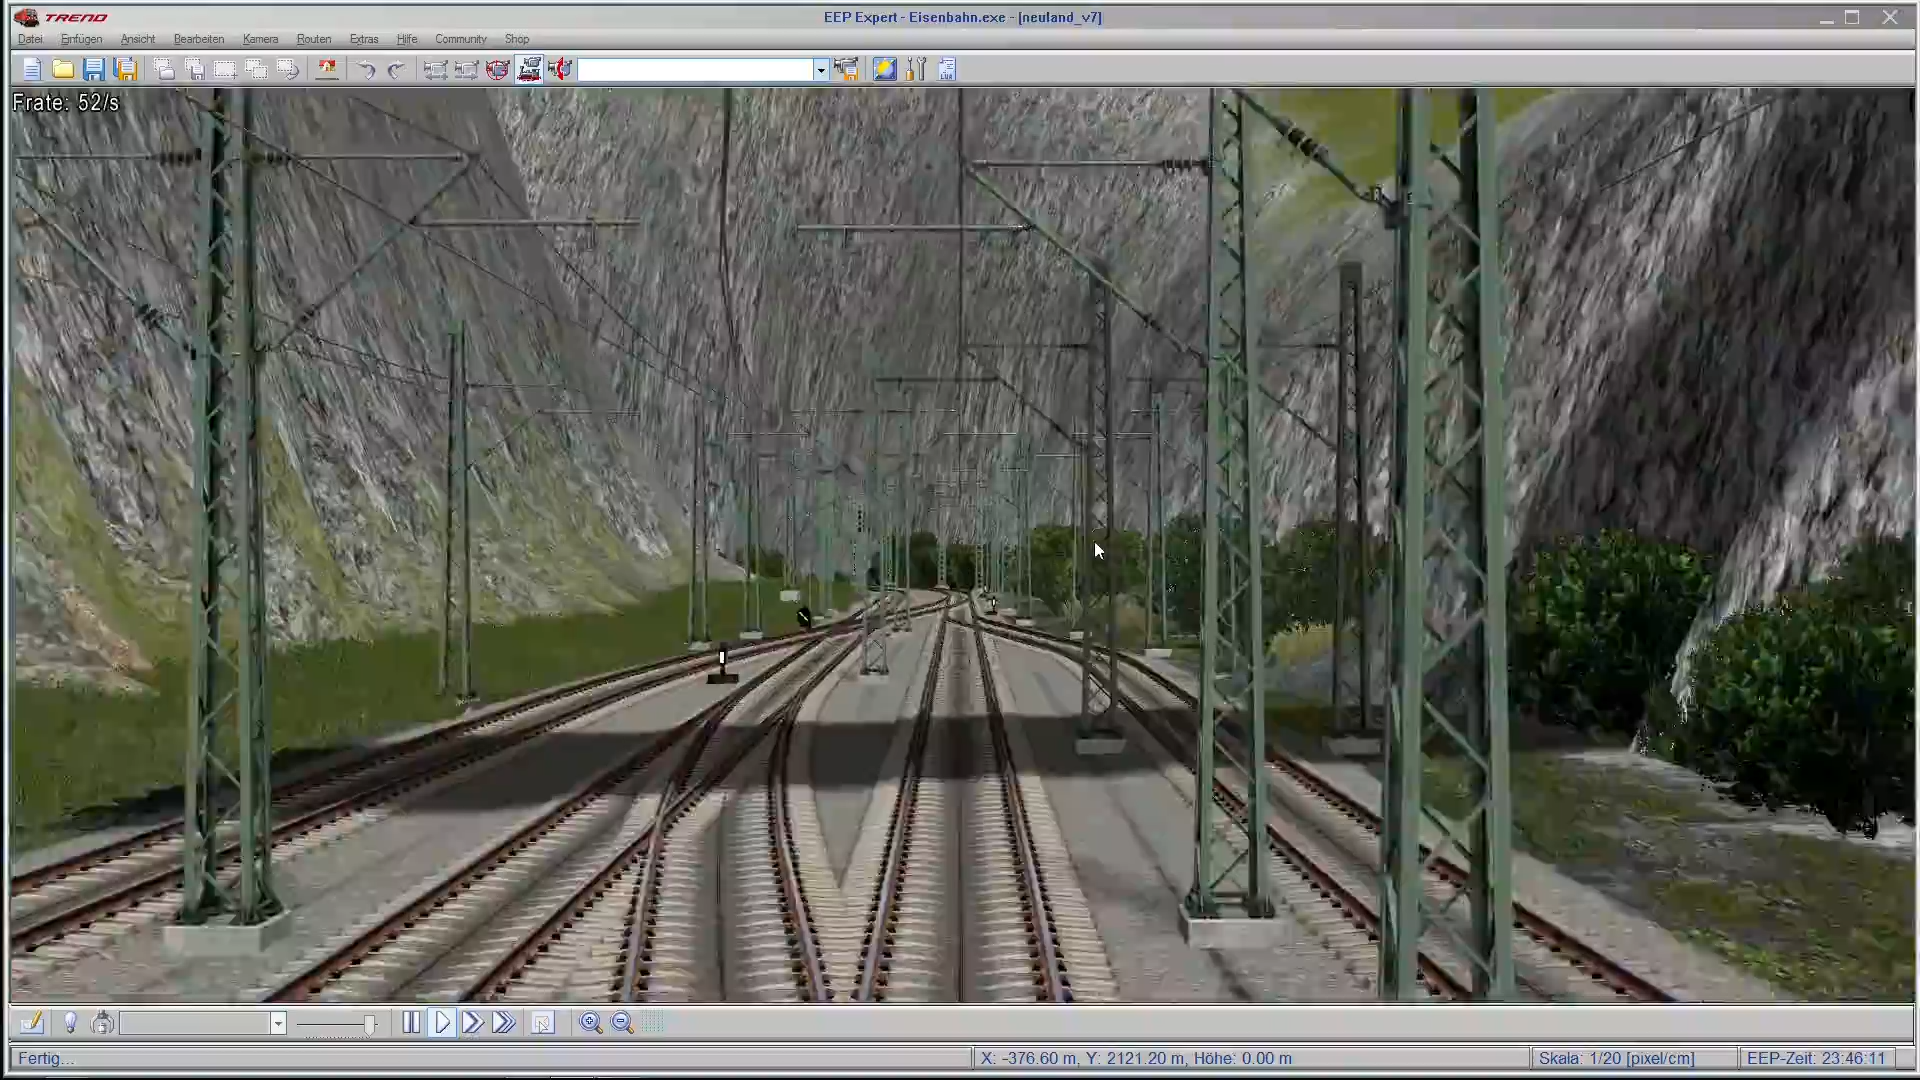 TREND
EEP Expert - Eisenbahn.exe - [neuland_v7]
Datei Einfügen Ansicht Bearbeiten Kamera Routen Extras Hilfe Community Shop
Frate: 52/s
Fertig...
X: -376.60 m, Y: 2121.20 m, Höhe: 0.00 m
Skala: 1/20 [pixel/cm]
EEP-Zeit: 23:46:11